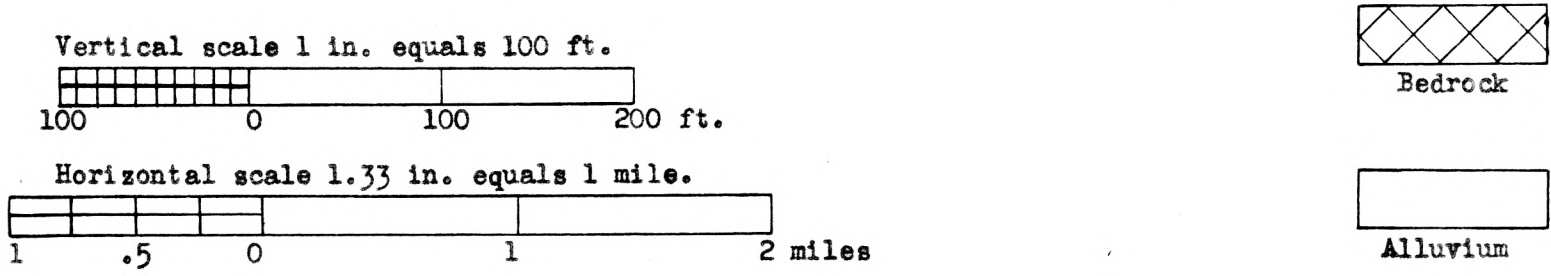 Vertical scale 1 in. equals 100 ft.
100 0 100 200 ft.
Horizontal scale 1.33 in. equals 1 mile.
1 .5 0 1 2 miles
Bedrock
Alluvium